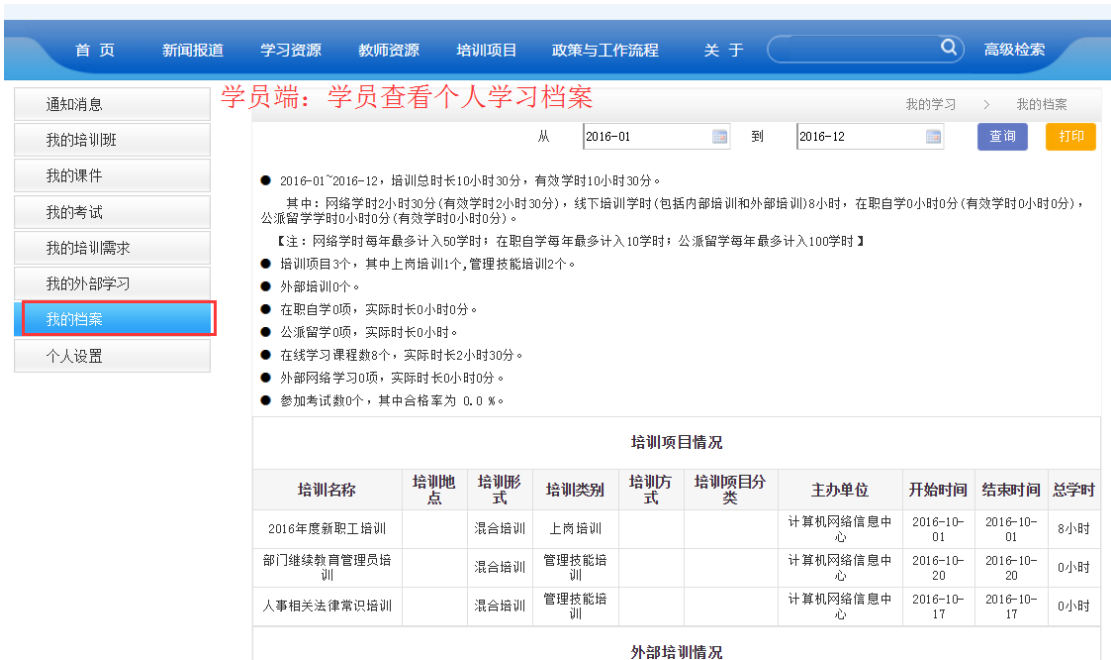 首 页 新闻报道 学习资源 教师资源 培训项目 政策与工作流程 关 于 高级检索
通知消息
我的培训班
我的课件
我的考试
我的培训需求
我的外部学习
我的档案
个人设置
学员端：学员查看个人学习档案
我的学习 > 我的档案
从 2016-01 到 2016-12 查询 打印
● 2016-01~2016-12，培训总时长10小时30分，有效学时10小时30分。
其中：网络学时2小时30分(有效学时2小时30分)，线下培训学时(包括内部培训和外部培训)8小时，在职自学0小时0分(有效学时0小时0分)，
公派留学学时0小时0分(有效学时0小时0分)。
【注：网络学时每年最多计入50学时；在职自学每年最多计入10学时；公派留学每年最多计入100学时】
● 培训项目3个，其中上岗培训1个,管理技能培训2个。
● 外部培训0个。
● 在职自学0项，实际时长0小时0分。
● 公派留学0项，实际时长0小时。
● 在线学习课程数8个，实际时长2小时30分。
● 外部网络学习0项，实际时长0小时0分。
● 参加考试数0个，其中合格率为 0.0 %。
培训项目情况
培训名称 培训地点 培训形式 培训类别 培训方式 培训项目分类 主办单位 开始时间 结束时间 总学时
2016年度新职工培训 混合培训 上岗培训 计算机网络信息中心 2016-10-01 2016-10-01 8小时
部门继续教育管理员培训 混合培训 管理技能培训 计算机网络信息中心 2016-10-20 2016-10-20 0小时
人事相关法律常识培训 混合培训 管理技能培训 计算机网络信息中心 2016-10-17 2016-10-17 0小时
外部培训情况